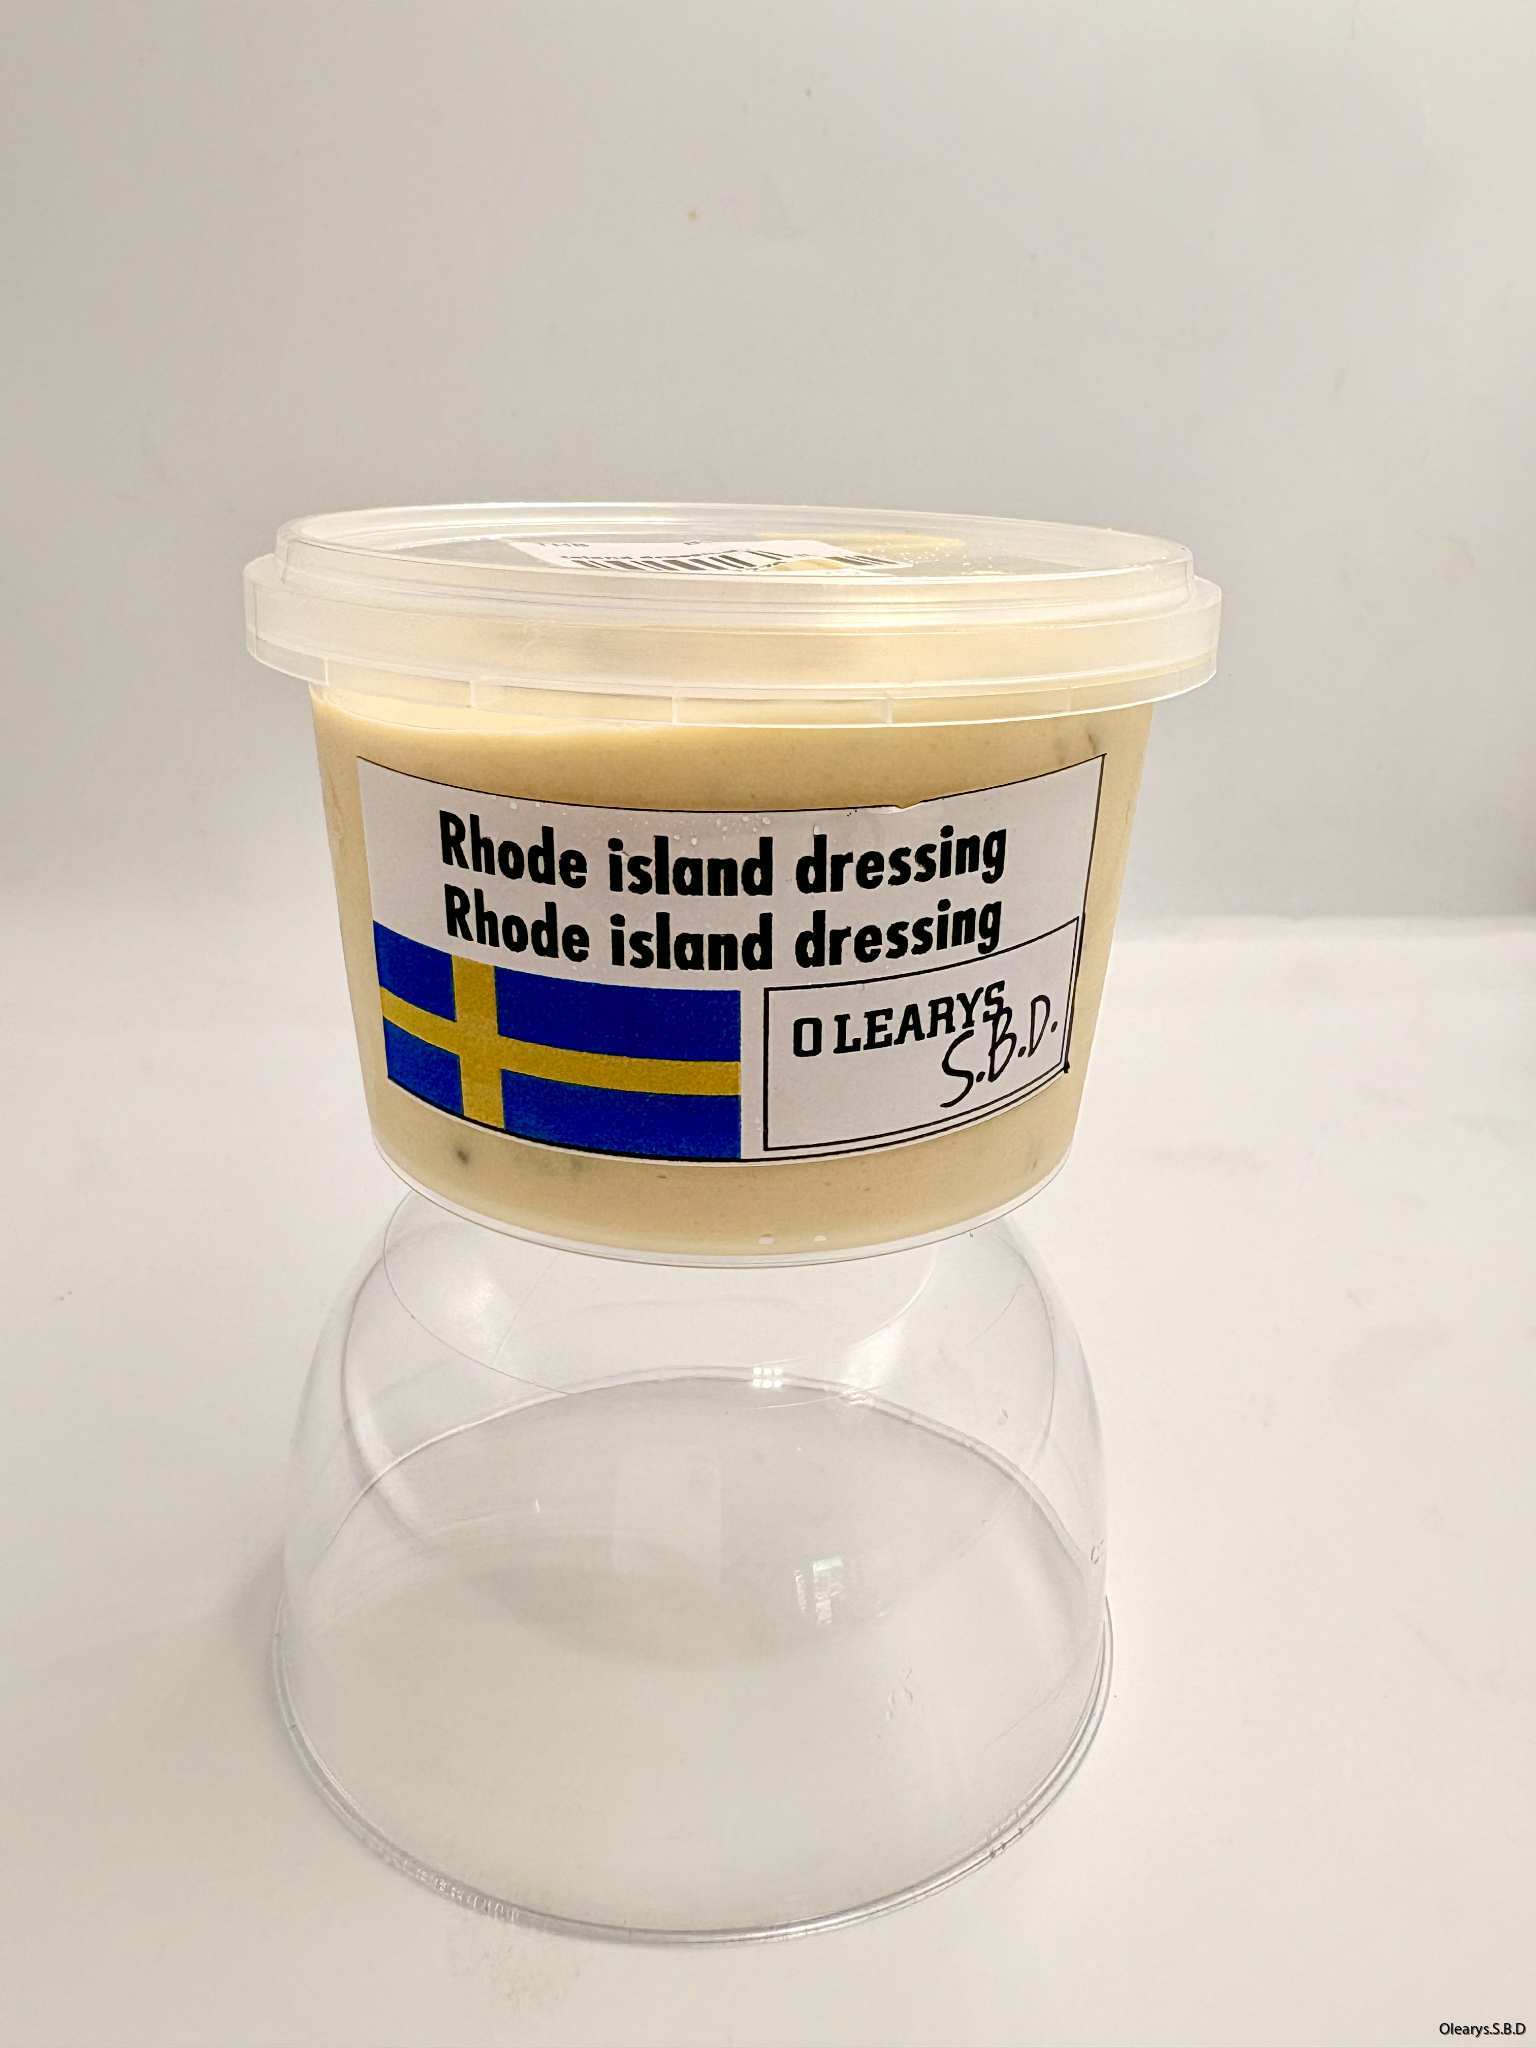 Rhode island dressing
Rhode island dressing
O LEARYS
S.B.D.
Olearys.S.B.D